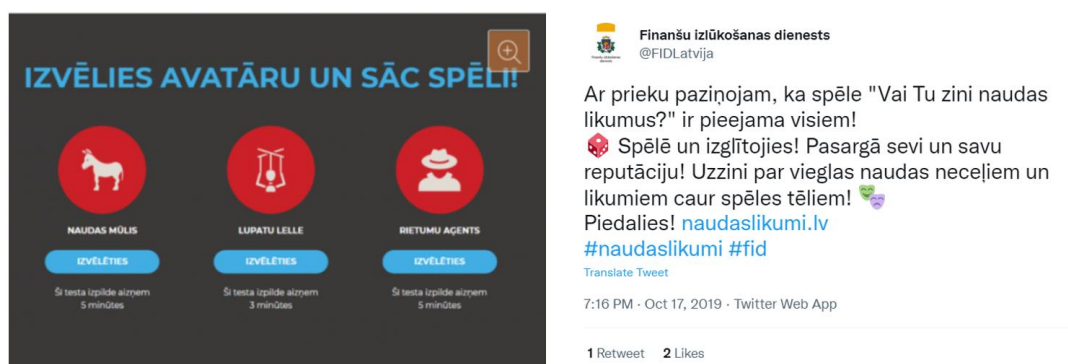 IZVĒLIES AVATĀRU UN SĀC SPĒLI!
NAUDAS MŪLIS
IZVĒLĒTIES
Šī testa izpilde aizņem
5 minūtes
LUPATU LELLE
IZVĒLĒTIES
Šī testa izpilde aizņem
3 minūtes
RIETUMU AĢENTS
IZVĒLĒTIES
Šī testa izpilde aizņem
5 minūtes
Finanšu izlūkošanas dienests
@FIDLatvija
Ar prieku paziņojam, ka spēle "Vai Tu zini naudas
likumus?" ir pieejama visiem!
🎲 Spēlē un izglītojies! Pasargā sevi un savu
reputāciju! Uzzini par vieglas naudas neceļiem un
likumiem caur spēles tēliem! 🎭
Piedalies! naudaslikumi.lv
#naudaslikumi #fid
Translate Tweet
7:16 PM · Oct 17, 2019 · Twitter Web App
1 Retweet 2 Likes